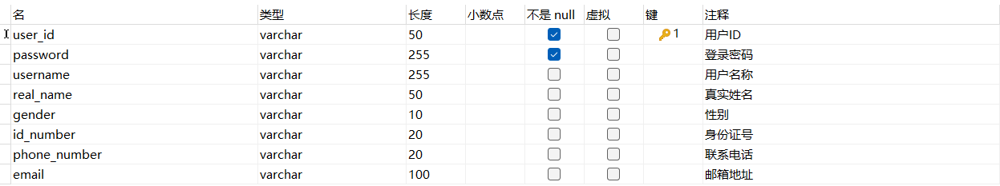 名 类型 长度 小数点 不是 null 虚拟 键 注释
user_id varchar 50 1 用户ID
password varchar 255 登录密码
username varchar 255 用户名称
real_name varchar 50 真实姓名
gender varchar 10 性别
id_number varchar 20 身份证号
phone_number varchar 20 联系电话
email varchar 100 邮箱地址